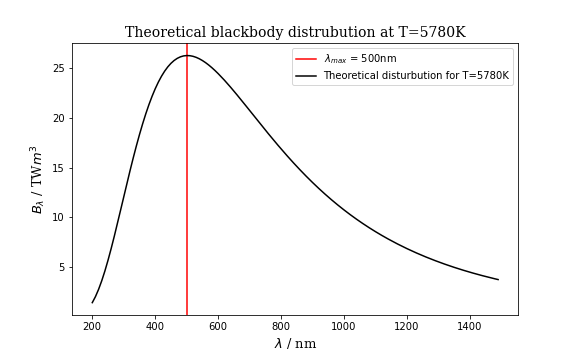 Theoretical blackbody distrubution at T=5780K
λmax = 500nm
Theoretical disturbution for T=5780K
Bλ / TWm³
25
20
15
10
5
200 400 600 800 1000 1200 1400
λ / nm